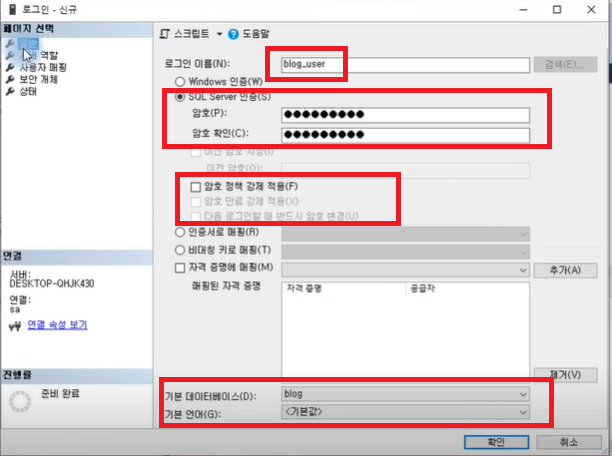 로그인 - 신규
페이지 선택
일반
역할
사용자 매핑
보안 개체
상태
스크립트 도움말
로그인 이름(N): blog_user 검색(E)...
Windows 인증(W)
SQL Server 인증(S)
암호(P): ●●●●●●●●●
암호 확인(C): ●●●●●●●●●
이전 암호 지정(I)
이전 암호(O):
암호 정책 강제 적용(F)
암호 만료 강제 적용(X)
다음 로그인할 때 반드시 암호 변경(U)
인증서로 매핑(R)
비대칭 키로 매핑(T)
자격 증명에 매핑(M) 추가(A)
매핑된 자격 증명 자격 증명 공급자
제거(V)
기본 데이터베이스(D): blog
기본 언어(G): <기본값>
연결
서버:
DESKTOP-QHJK430
연결:
sa
연결 속성 보기
진행률
준비 완료
확인 취소